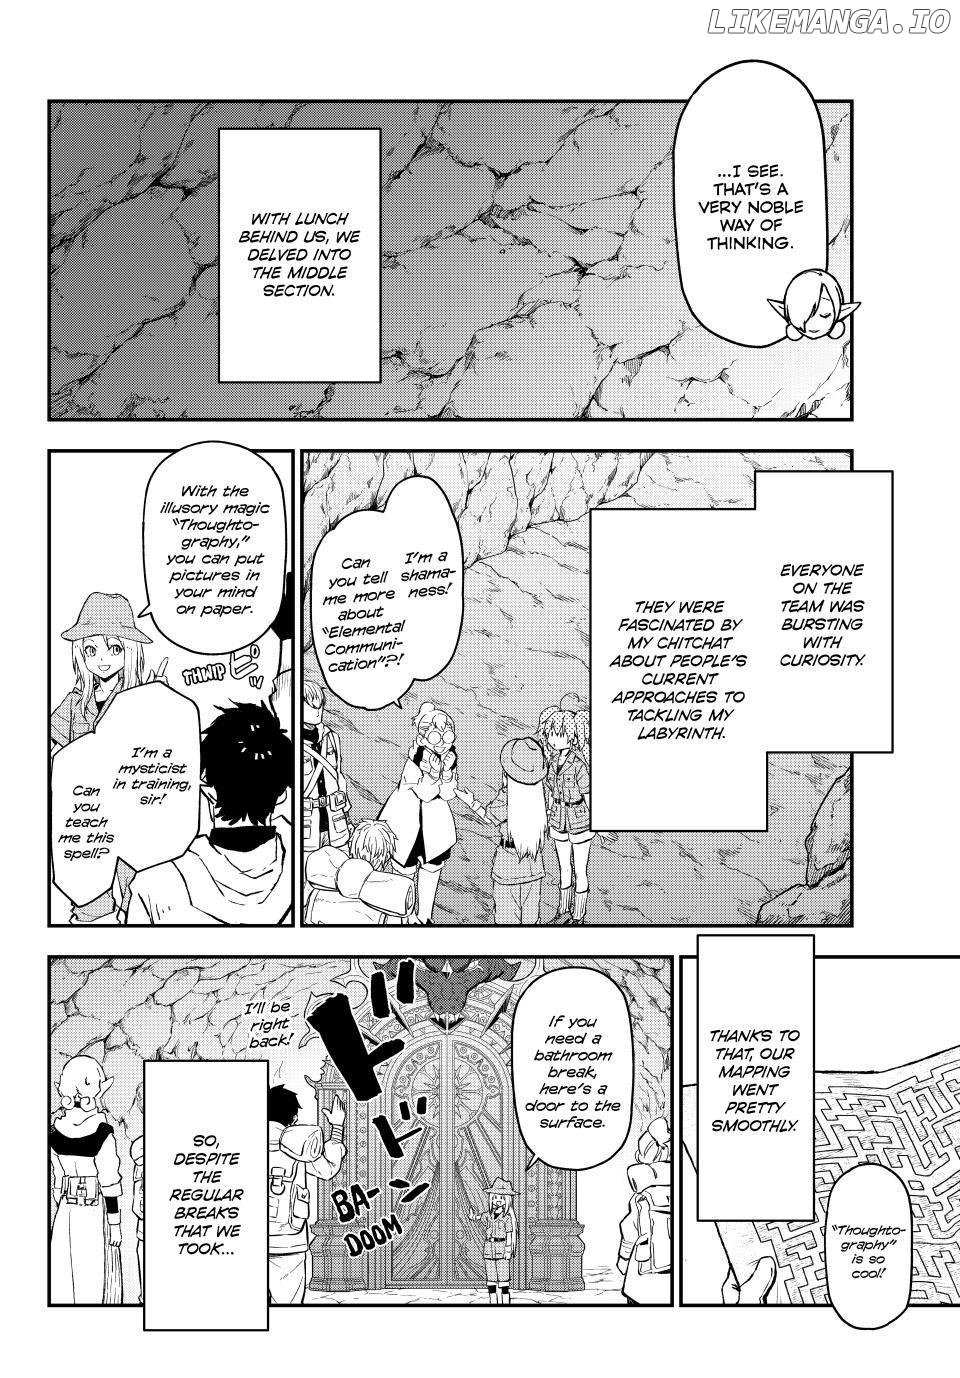 LIKEMANGA.IO
...I SEE.
THAT'S A
VERY NOBLE
WAY OF
THINKING.
WITH LUNCH
BEHIND US, WE
DELVED INTO
THE MIDDLE
SECTION.
EVERYONE
ON THE
TEAM WAS
BURSTING
WITH
CURIOSITY.
THEY WERE
FASCINATED BY
MY CHITCHAT
ABOUT PEOPLE'S
CURRENT
APPROACHES TO
TACKLING MY
LABYRINTH.
I'm a
shama-
ness!
Can
you tell
me more
about
"Elemental
Communi-
cation"?!
With the
illusory magic
"Thoughto-
graphy,"
you can put
pictures in
your mind
on paper.
THWIP
ピッ
I'm a
mysticist
in training,
sir!
Can
you
teach
me this
spell?
THANKS TO
THAT, OUR
MAPPING
WENT
PRETTY
SMOOTHLY.
"Thoughto-
graphy"
is so
cool!
If you
need a
bathroom
break,
here's a
door to the
surface.
I'll be
right
back!
ドドーン
BA-
DOOM
SO,
DESPITE
THE
REGULAR
BREAKS
THAT WE
TOOK...